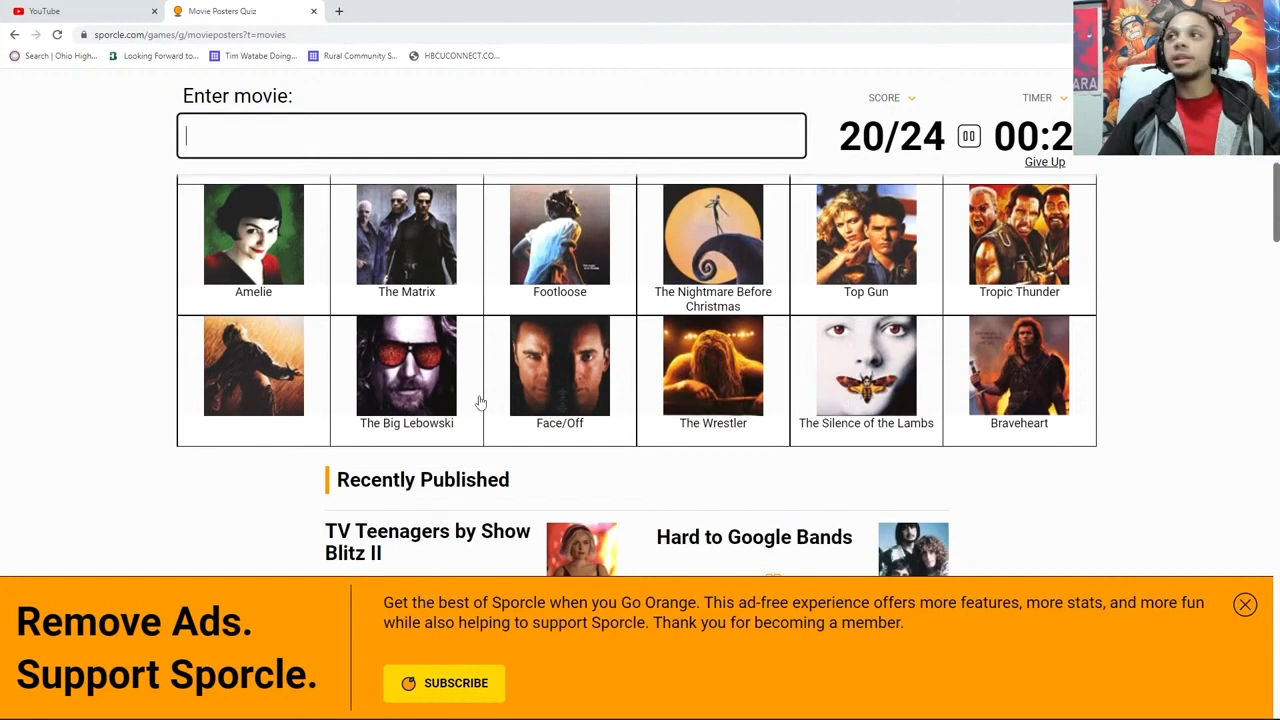 YouTube
Movie Posters Quiz
sporcle.com/games/g/movieposters?t=movies
Search | Ohio High...
Looking Forward to...
Tim Watabe Doing...
Rural Community S...
HBCUCONNECT.CO...
Enter movie:
SCORE
TIMER
20/24
00:2
Give Up
Amelie
The Matrix
Footloose
The Nightmare Before
Christmas
Top Gun
Tropic Thunder
The Big Lebowski
Face/Off
The Wrestler
The Silence of the Lambs
Braveheart
Recently Published
TV Teenagers by Show
Blitz II
Hard to Google Bands
Remove Ads.
Support Sporcle.
Get the best of Sporcle when you Go Orange. This ad-free experience offers more features, more stats, and more fun
while also helping to support Sporcle. Thank you for becoming a member.
SUBSCRIBE